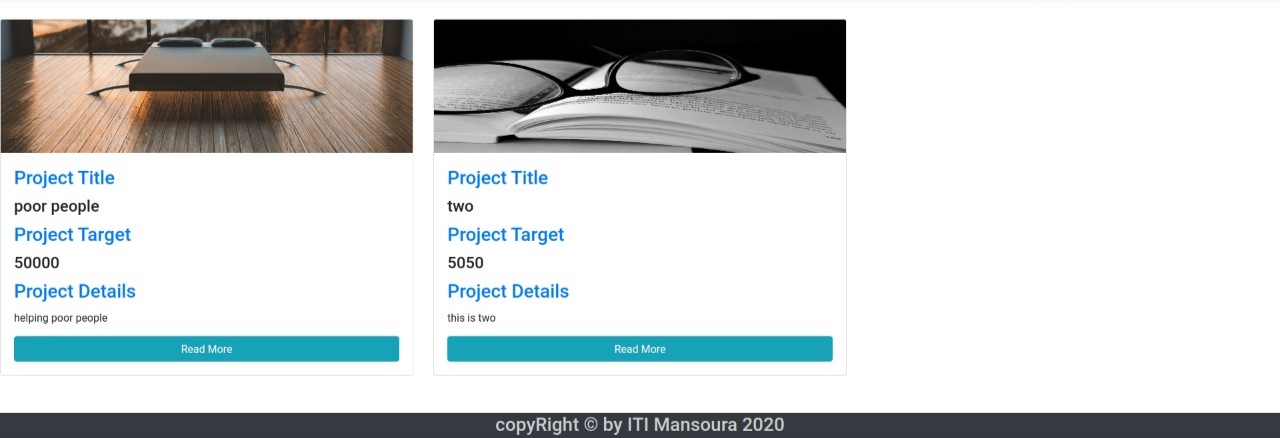 Project Title
poor people
Project Target
50000
Project Details
helping poor people
Read More
Project Title
two
Project Target
5050
Project Details
this is two
Read More
copyRight © by ITI Mansoura 2020